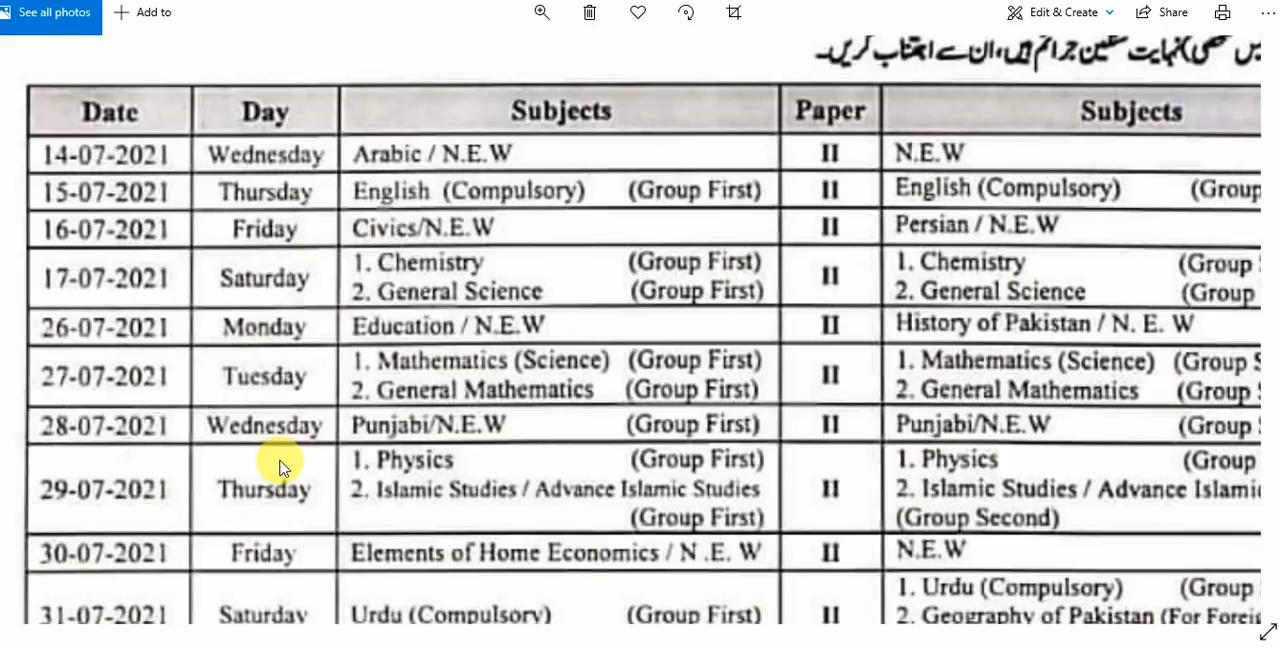 See all photos + Add to Edit & Create Share
نہایت سنگین جرائم ہیں، ان سے اجتناب کریں۔
Date Day Subjects Paper Subjects
14-07-2021 Wednesday Arabic / N.E.W II N.E.W
15-07-2021 Thursday English (Compulsory) (Group First) II English (Compulsory) (Group
16-07-2021 Friday Civics/N.E.W II Persian / N.E.W
17-07-2021 Saturday 1. Chemistry (Group First) II 1. Chemistry (Group
2. General Science (Group First) 2. General Science (Group
26-07-2021 Monday Education / N.E.W II History of Pakistan / N. E. W
27-07-2021 Tuesday 1. Mathematics (Science) (Group First) II 1. Mathematics (Science) (Group S
2. General Mathematics (Group First) 2. General Mathematics (Group
28-07-2021 Wednesday Punjabi/N.E.W (Group First) II Punjabi/N.E.W (Group
29-07-2021 Thursday 1. Physics (Group First) II 1. Physics (Group
2. Islamic Studies / Advance Islamic Studies 2. Islamic Studies / Advance Islami
(Group First) (Group Second)
30-07-2021 Friday Elements of Home Economics / N .E. W II N.E.W
31-07-2021 Saturday Urdu (Compulsory) (Group First) II 1. Urdu (Compulsory) (Group
2. Geography of Pakistan (For Foreig